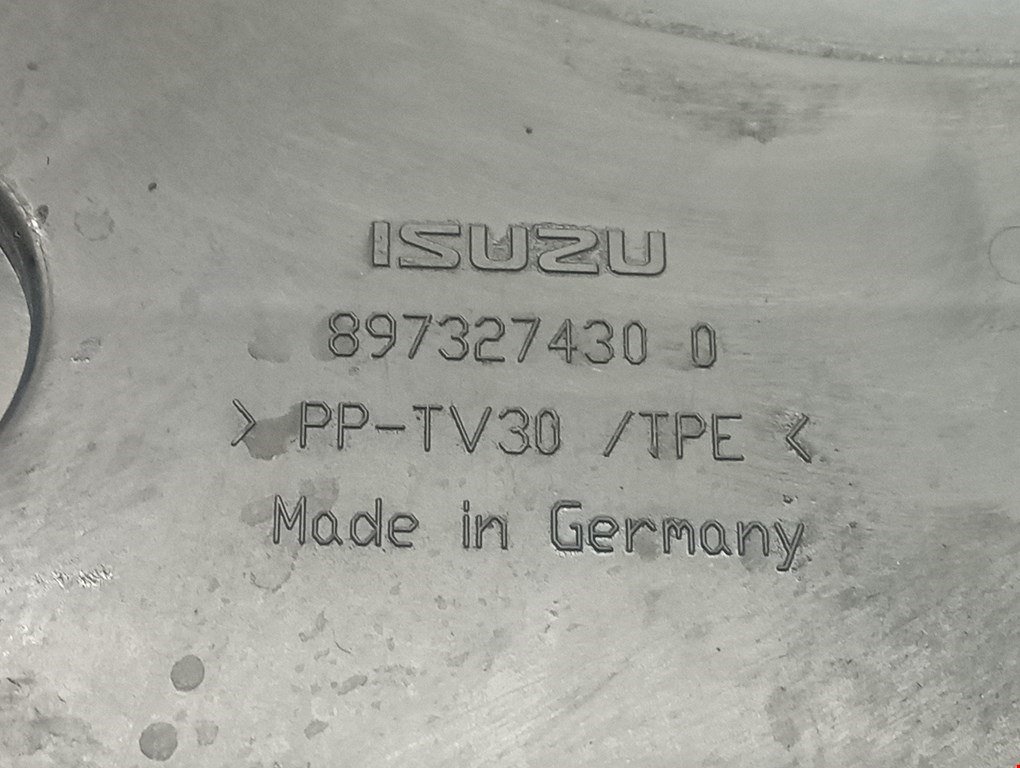 ISUZU
897327430 0
> PP-TV30 /TPE <
Made in Germany